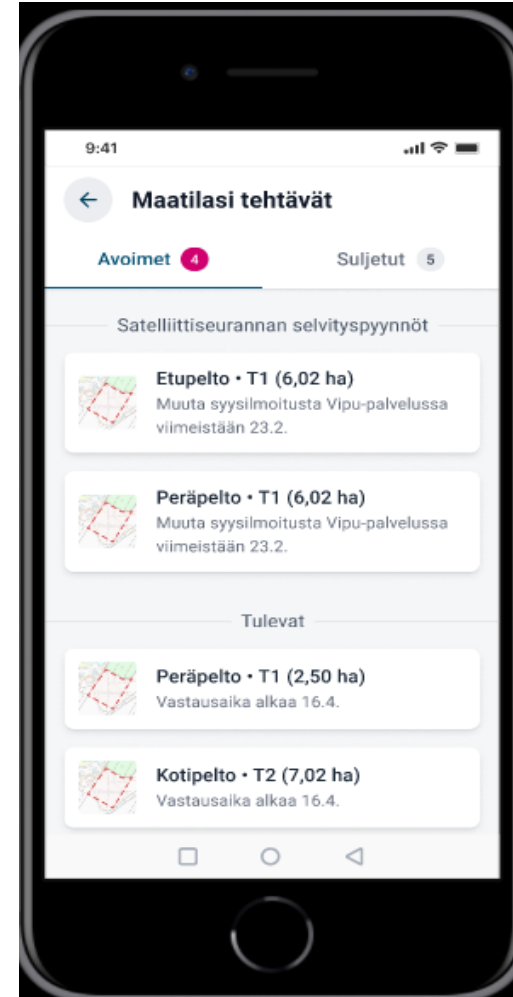 9:41
Maatilasi tehtävät
Avoimet 4 Suljetut 5
Satelliittiseurannan selvityspyynnöt
Etupelto • T1 (6,02 ha)
Muuta syysilmoitusta Vipu-palvelussa
viimeistään 23.2.
Peräpelto • T1 (6,02 ha)
Muuta syysilmoitusta Vipu-palvelussa
viimeistään 23.2.
Tulevat
Peräpelto • T1 (2,50 ha)
Vastausaika alkaa 16.4.
Kotipelto • T2 (7,02 ha)
Vastausaika alkaa 16.4.